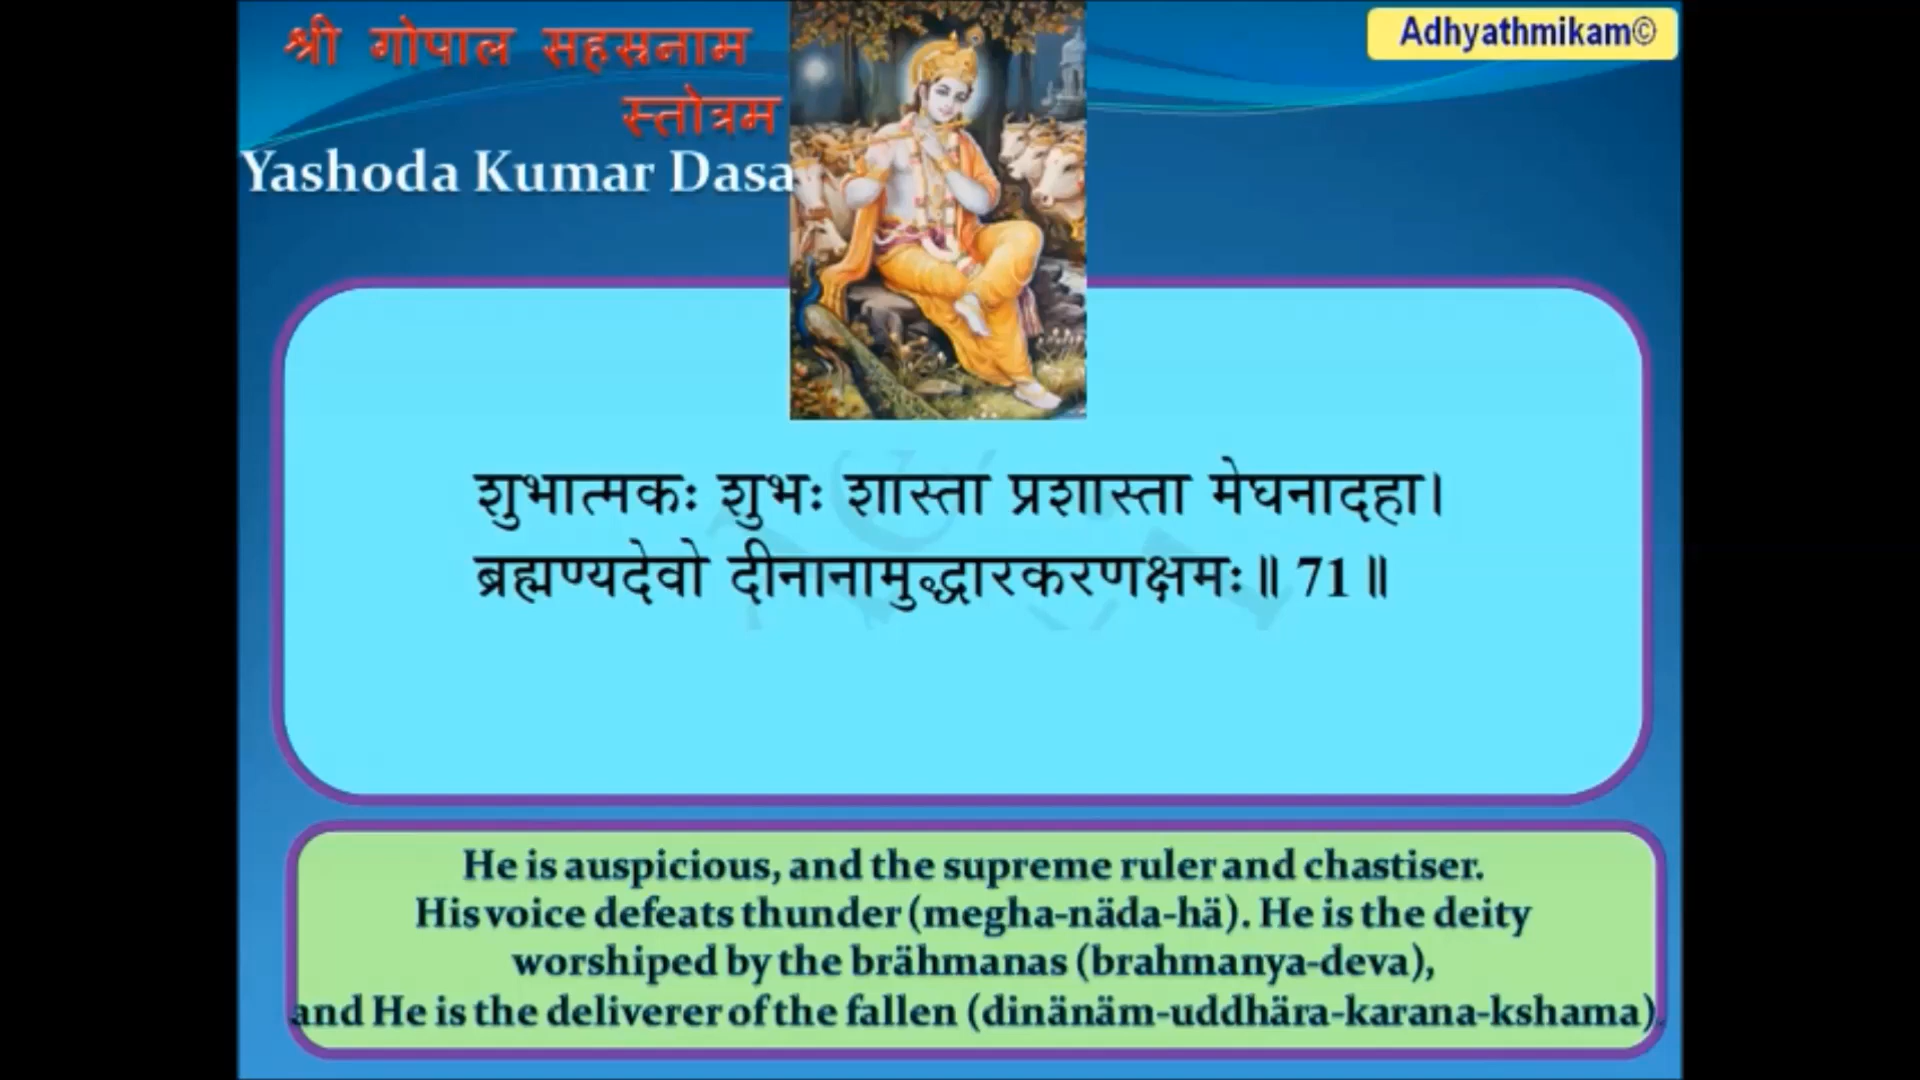 श्री गोपाल सहस्रनाम
स्तोत्रम
Yashoda Kumar Dasa
Adhyathmikam©
शुभात्मकः शुभः शास्ता प्रशास्ता मेघनादहा।
ब्रह्मण्यदेवो दीनानामुद्धारकरणक्षमः॥ 71॥
He is auspicious, and the supreme ruler and chastiser.
His voice defeats thunder (megha-näda-hä). He is the deity
worshiped by the brähmanas (brahmanya-deva),
and He is the deliverer of the fallen (dinänäm-uddhära-karana-kshama).